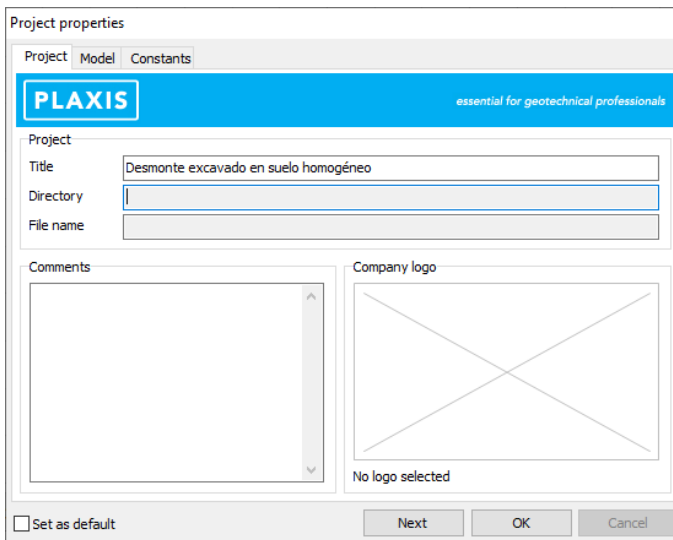 Project properties
Project Model Constants
PLAXIS
essential for geotechnical professionals
Project
Title Desmonte excavado en suelo homogéneo
Directory
File name
Comments Company logo
No logo selected
Set as default Next OK Cancel